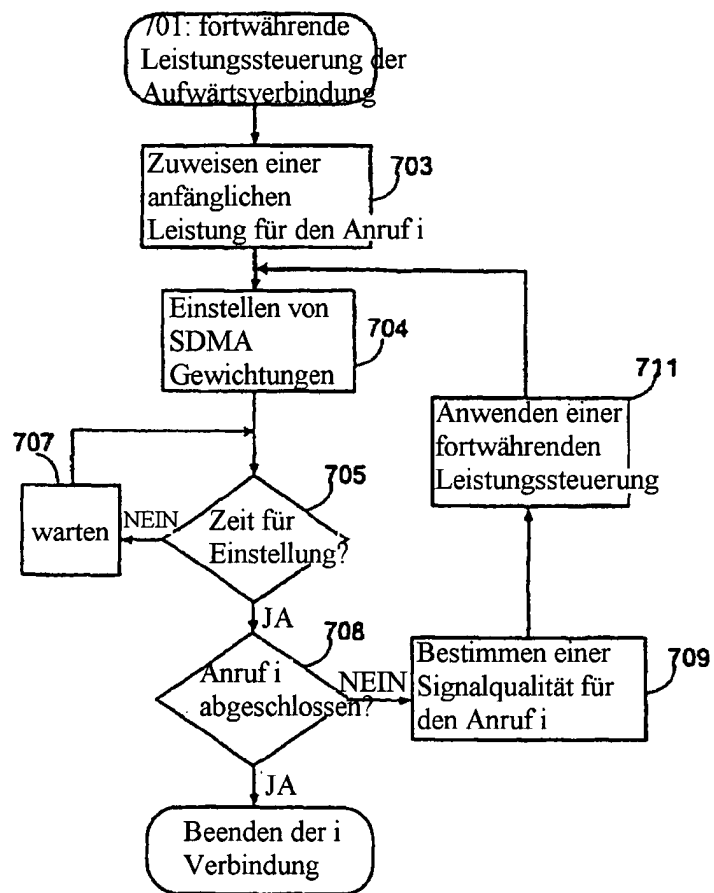 701: fortwährende
Leistungssteuerung der
Aufwärtsverbindung
Zuweisen einer
anfänglichen
Leistung für den Anruf i
703
Einstellen von
SDMA
Gewichtungen
704
711
Anwenden einer
fortwährenden
Leistungssteuerung
707
warten
NEIN
705
Zeit für
Einstellung?
JA
708
Anruf i
abgeschlossen?
NEIN
Bestimmen einer
Signalqualität für
den Anruf i
709
JA
Beenden der i
Verbindung